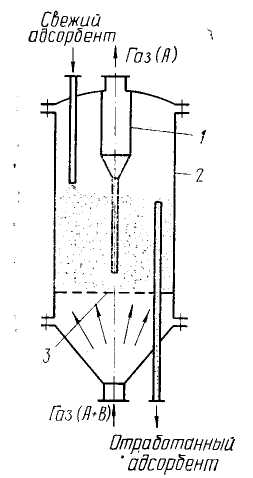 Свежий
адсорбент
Газ (A)
1
2
3
Газ (A+B)
Отработанный
адсорбент